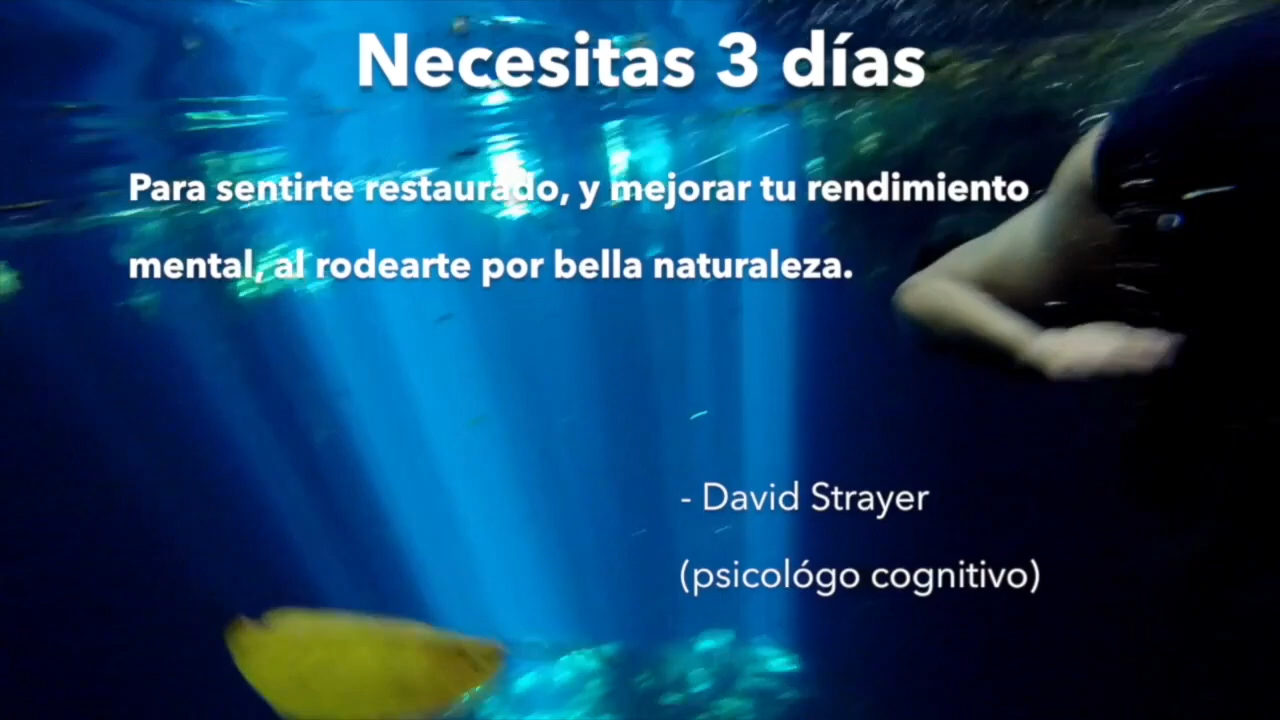 Necesitas 3 días
Para sentirte restaurado, y mejorar tu rendimiento
mental, al rodearte por bella naturaleza.
- David Strayer
(psicológo cognitivo)